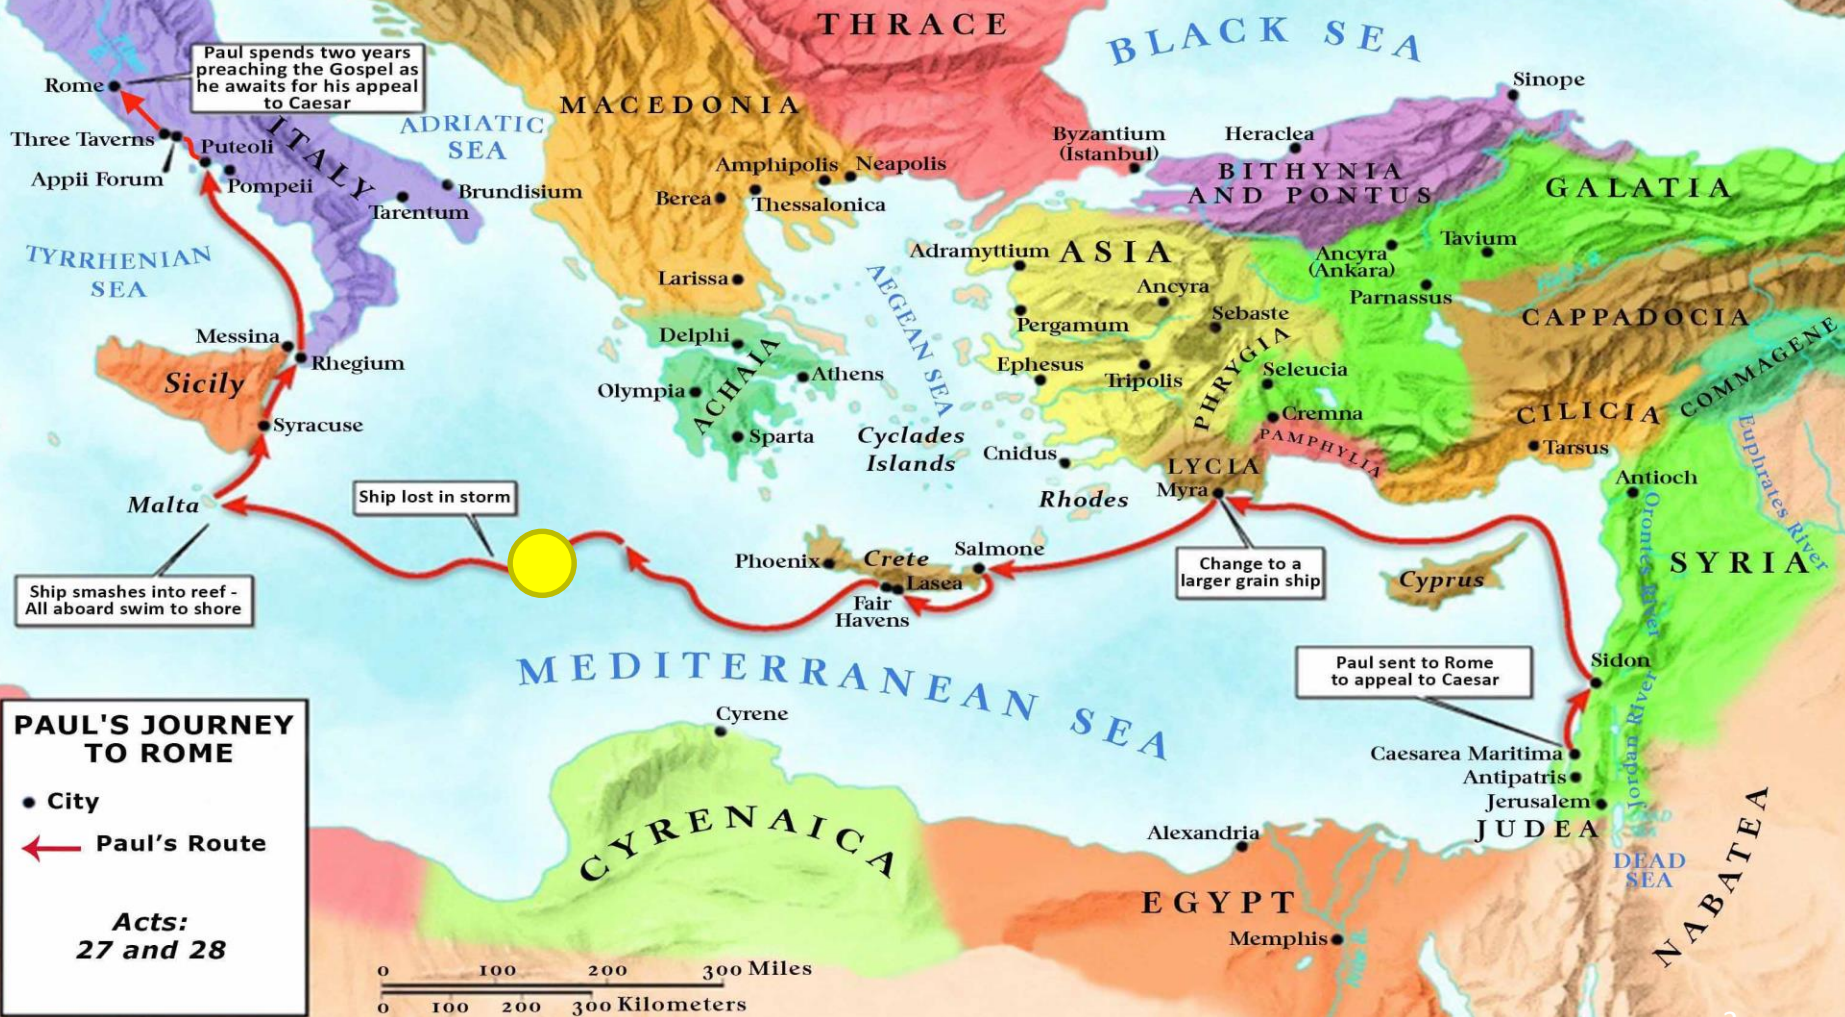 THRACE
BLACK SEA
Paul spends two years
preaching the Gospel as
he awaits for his appeal
to Caesar
Rome
Sinope
MACEDONIA
ADRIATIC
SEA
ITALY
Three Taverns
Puteoli
Appii Forum
Pompeii
Brundisium
Tarentum
Byzantium
(Istanbul)
Heraclea
BITHYNIA
AND PONTUS
GALATIA
Amphipolis
Neapolis
Berea
Thessalonica
TYRRHENIAN
SEA
Adramyttium
ASIA
Ancyra
(Ankara)
Tavium
Larissa
AEGEAN SEA
Ancyra
Parnassus
Halys R.
Pergamum
Sebaste
CAPPADOCIA
Messina
Rhegium
Delphi
ACHAIA
Athens
Ephesus
Tripolis
PHRYGIA
Seleucia
COMMAGENE
Sicily
Olympia
Syracuse
Sparta
Cyclades
Islands
Cremna
PAMPHYLIA
CILICIA
Tarsus
Euphrates River
Cnidus
LYCIA
Myra
Rhodes
Antioch
Malta
Ship lost in storm
Orontes River
SYRIA
Phoenix
Crete
Salmone
Lasea
Fair
Havens
Change to a
larger grain ship
Cyprus
Ship smashes into reef -
All aboard swim to shore
MEDITERRANEAN SEA
Paul sent to Rome
to appeal to Caesar
Sidon
Jordan River
Cyrene
Caesarea Maritima
Antipatris
Jerusalem
JUDEA
DEAD
SEA
NABATEA
CYRENAICA
Alexandria
EGYPT
Memphis
Nile R.
PAUL'S JOURNEY
TO ROME
City
Paul's Route
Acts:
27 and 28
0 100 200 300 Miles
0 100 200 300 Kilometers